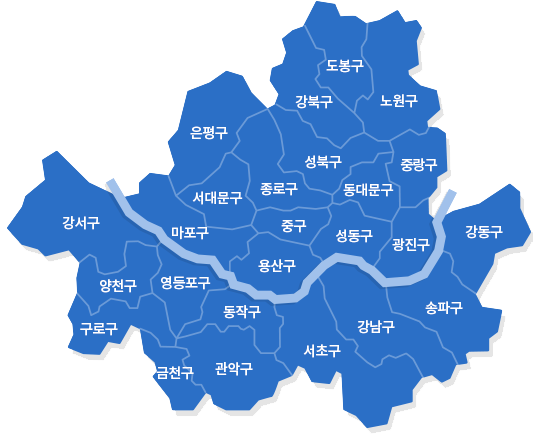 도봉구
강북구
노원구
은평구
성북구
중랑구
종로구
동대문구
서대문구
강서구
마포구
중구
성동구
광진구
강동구
용산구
양천구
영등포구
동작구
송파구
구로구
강남구
서초구
금천구
관악구